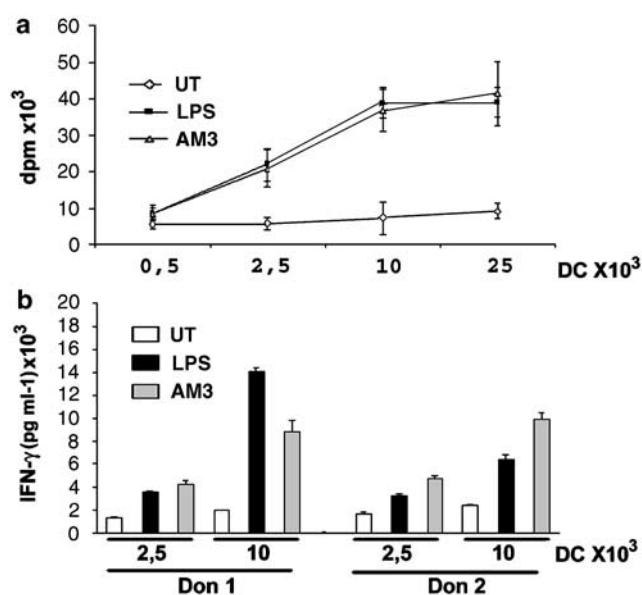 a
60
50
40
30
20
10
0
dpm x10³
UT
LPS
AM3
0,5 2,5 10 25 DC X10³
b
20
18
16
14
12
10
8
6
4
2
0
IFN-γ(pg ml-1)x10³
UT
LPS
AM3
2,5 10 2,5 10 DC X10³
Don 1 Don 2